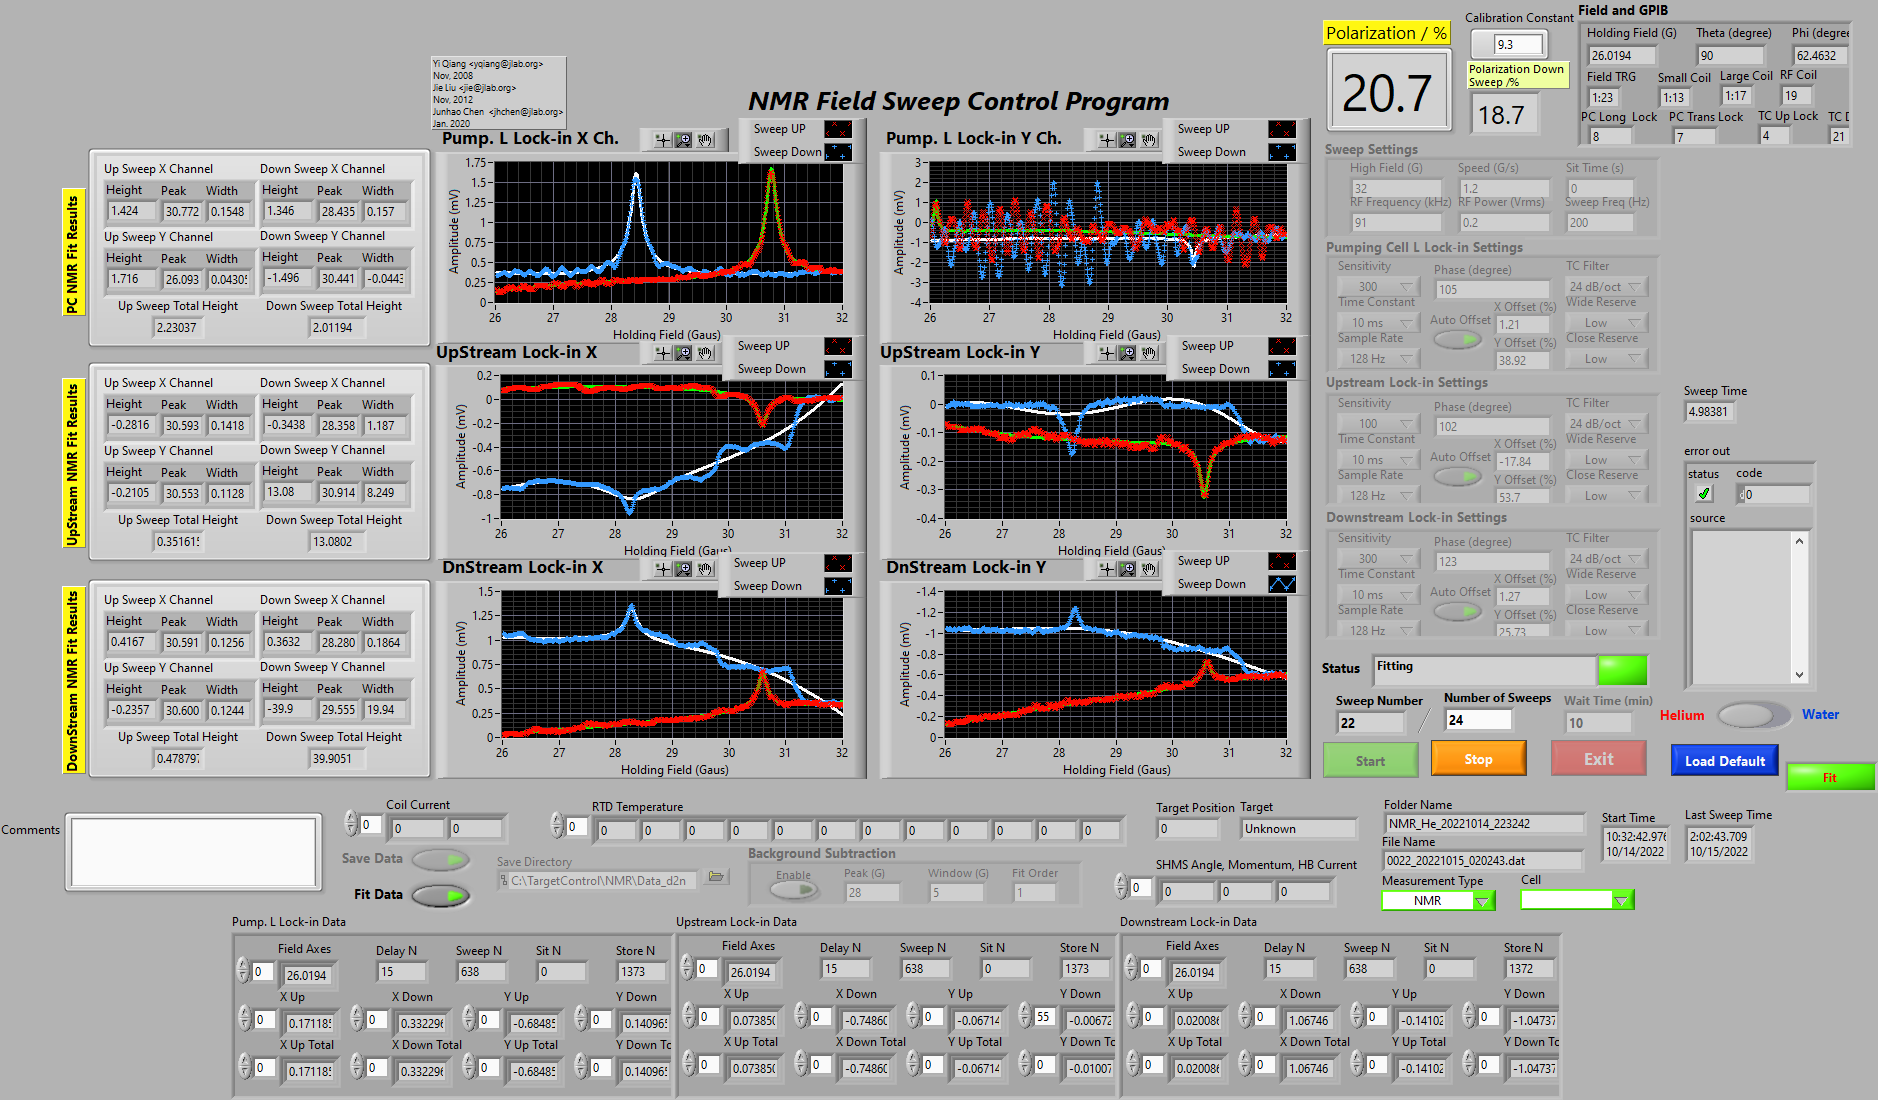 Yi Qiang <yqiang@jlab.org>
Nov, 2008
Jie Liu <jie@jlab.org>
Nov, 2012
Junhao Chen <jhchen@jlab.org>
Jan. 2020
NMR Field Sweep Control Program
Polarization / %
20.7
Calibration Constant
9.3
Polarization Down
Sweep /%
18.7
Field and GPIB
Holding Field (G) Theta (degree) Phi (degree
26.0194 90 62.4632
Field TRG Small Coil Large Coil RF Coil
1:23 1:13 1:17 19
PC Long Lock PC Trans Lock TC Up Lock TC D
8 7 4 21
PC NMR Fit Results
Up Sweep X Channel Down Sweep X Channel
Height Peak Width Height Peak Width
1.424 30.772 0.1548 1.346 28.435 0.157
Up Sweep Y Channel Down Sweep Y Channel
Height Peak Width Height Peak Width
1.716 26.093 0.0430 -1.496 30.441 -0.0443
Up Sweep Total Height Down Sweep Total Height
2.23037 2.01194
Pump. L Lock-in X Ch.
Sweep UP
Sweep Down
Amplitude (mV)
1.75
1.5
1
0.75
0.5
0.25
0
26 27 28 29 30 31 32
Holding Field (Gaus)
Pump. L Lock-in Y Ch.
Sweep UP
Sweep Down
Amplitude (mV)
3
2
1
0
-1
-2
-3
-4
26 27 28 29 30 31 32
Holding Field (Gaus)
UpStream NMR Fit Results
Up Sweep X Channel Down Sweep X Channel
Height Peak Width Height Peak Width
-0.2816 30.593 0.1418 -0.3438 28.358 1.187
Up Sweep Y Channel Down Sweep Y Channel
Height Peak Width Height Peak Width
-0.2105 30.553 0.1128 13.08 30.914 8.249
Up Sweep Total Height Down Sweep Total Height
0.35161 13.0802
UpStream Lock-in X
Sweep UP
Sweep Down
Amplitude (mV)
0.2
0
-0.2
-0.4
-0.6
-0.8
-1
26 27 28 29 30 31 32
Holding Field (Gaus)
UpStream Lock-in Y
Sweep UP
Sweep Down
Amplitude (mV)
0.1
0
-0.1
-0.2
-0.3
-0.4
26 27 28 29 30 31 32
Holding Field (Gaus)
DownStream NMR Fit Results
Up Sweep X Channel Down Sweep X Channel
Height Peak Width Height Peak Width
0.4167 30.591 0.1256 0.3632 28.280 0.1864
Up Sweep Y Channel Down Sweep Y Channel
Height Peak Width Height Peak Width
-0.2357 30.600 0.1244 -39.9 29.555 19.94
Up Sweep Total Height Down Sweep Total Height
0.47879 39.9051
DnStream Lock-in X
Sweep UP
Sweep Down
Amplitude (mV)
1.5
1.25
1
0.75
0.5
0.25
0
26 27 28 29 30 31 32
Holding Field (Gaus)
DnStream Lock-in Y
Sweep UP
Sweep Down
Amplitude (mV)
-1.4
-1.2
-1
-0.8
-0.6
-0.4
-0.2
0
26 27 28 29 30 31 32
Holding Field (Gaus)
Sweep Settings
High Field (G) Speed (G/s) Sit Time (s)
32 1.2 0
RF Frequency (kHz) RF Power (Vrms) Sweep Freq (Hz)
91 0.2 200
Pumping Cell L Lock-in Settings
Sensitivity Phase (degree) TC Filter
300 105 24 dB/oct
Time Constant X Offset (%) Wide Reserve
10 ms Auto Offset 1.21 Low
Sample Rate Y Offset (%) Close Reserve
128 Hz 38.92 Low
Upstream Lock-in Settings
Sensitivity Phase (degree) TC Filter
100 102 24 dB/oct
Time Constant X Offset (%) Wide Reserve
10 ms Auto Offset -17.84 Low
Sample Rate Y Offset (%) Close Reserve
128 Hz 53.7 Low
Downstream Lock-in Settings
Sensitivity Phase (degree) TC Filter
300 123 24 dB/oct
Time Constant X Offset (%) Wide Reserve
10 ms Auto Offset 1.27 Low
Sample Rate Y Offset (%) Close Reserve
128 Hz 25.73 Low
Sweep Time
4.98381
error out
status code
0
source
Status Fitting
Sweep Number Number of Sweeps Wait Time (min)
22 / 24 10
Helium Water
Start Stop Exit Load Default Fit
Comments
Coil Current
0 0 0
Save Data
Fit Data
RTD Temperature
0 0 0 0 0 0 0 0 0 0 0 0 0
Save Directory
C:\TargetControl\NMR\Data_d2n
Background Subtraction
Enable Peak (G) Window (G) Fit Order
28 5 1
Target Position Target
0 Unknown
SHMS Angle, Momentum, HB Current
0 0 0 0
Folder Name
NMR_He_20221014_223242
File Name
0022_20221015_020243.dat
Measurement Type Cell
NMR
Start Time
10:32:42.976
10/14/2022
Last Sweep Time
2:02:43.709
10/15/2022
Pump. L Lock-in Data
Field Axes Delay N Sweep N Sit N Store N
0 26.0194 15 638 0 1373
X Up X Down Y Up Y Down
0 0.17118 0 0.332296 0 -0.68485 0 0.14096
X Up Total X Down Total Y Up Total Y Down To
0 0.17118 0 0.332296 0 -0.68485 0 0.14096
Upstream Lock-in Data
Field Axes Delay N Sweep N Sit N Store N
0 26.0194 15 638 0 1373
X Up X Down Y Up Y Down
0 0.07385 0 -0.7486 0 -0.06714 55 -0.00672
X Up Total X Down Total Y Up Total Y Down To
0 0.07385 0 -0.7486 0 -0.06714 0 -0.01007
Downstream Lock-in Data
Field Axes Delay N Sweep N Sit N Store N
0 26.0194 15 638 0 1372
X Up X Down Y Up Y Down
0 0.02008 0 1.06746 0 -0.14102 0 -1.04737
X Up Total X Down Total Y Up Total Y Down To
0 0.02008 0 1.06746 0 -0.14102 0 -1.04737